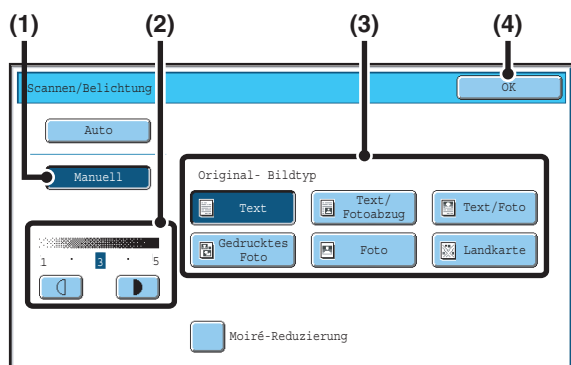 (1) (2) (3) (4)
Scannen/Belichtung OK
Auto
Manuell
Original- Bildtyp
Text
Text/
Fotoabzug
Text/Foto
Gedrucktes
Foto
Foto
Landkarte
1 · 3 · 5
Moiré-Reduzierung